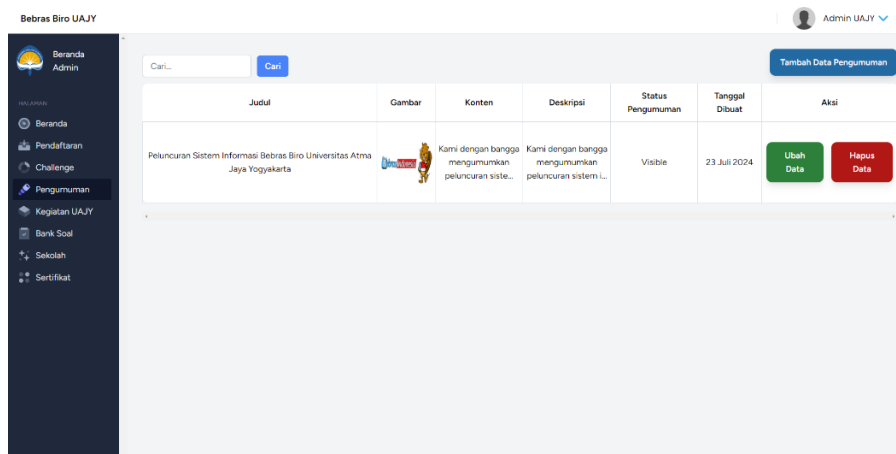 Bebras Biro UAJY
Admin UAJY
Beranda
Admin
HALAMAN
Beranda
Pendaftaran
Challenge
Pengumuman
Kegiatan UAJY
Bank Soal
Sekolah
Sertifikat
Cari...
Cari
Tambah Data Pengumuman
Judul
Gambar
Konten
Deskripsi
Status
Pengumuman
Tanggal
Dibuat
Aksi
Peluncuran Sistem Informasi Bebras Biro Universitas Atma
Jaya Yogyakarta
Kami dengan bangga
mengumumkan
peluncuran siste...
Kami dengan bangga
mengumumkan
peluncuran sistem i...
Visible
23 Juli 2024
Ubah
Data
Hapus
Data